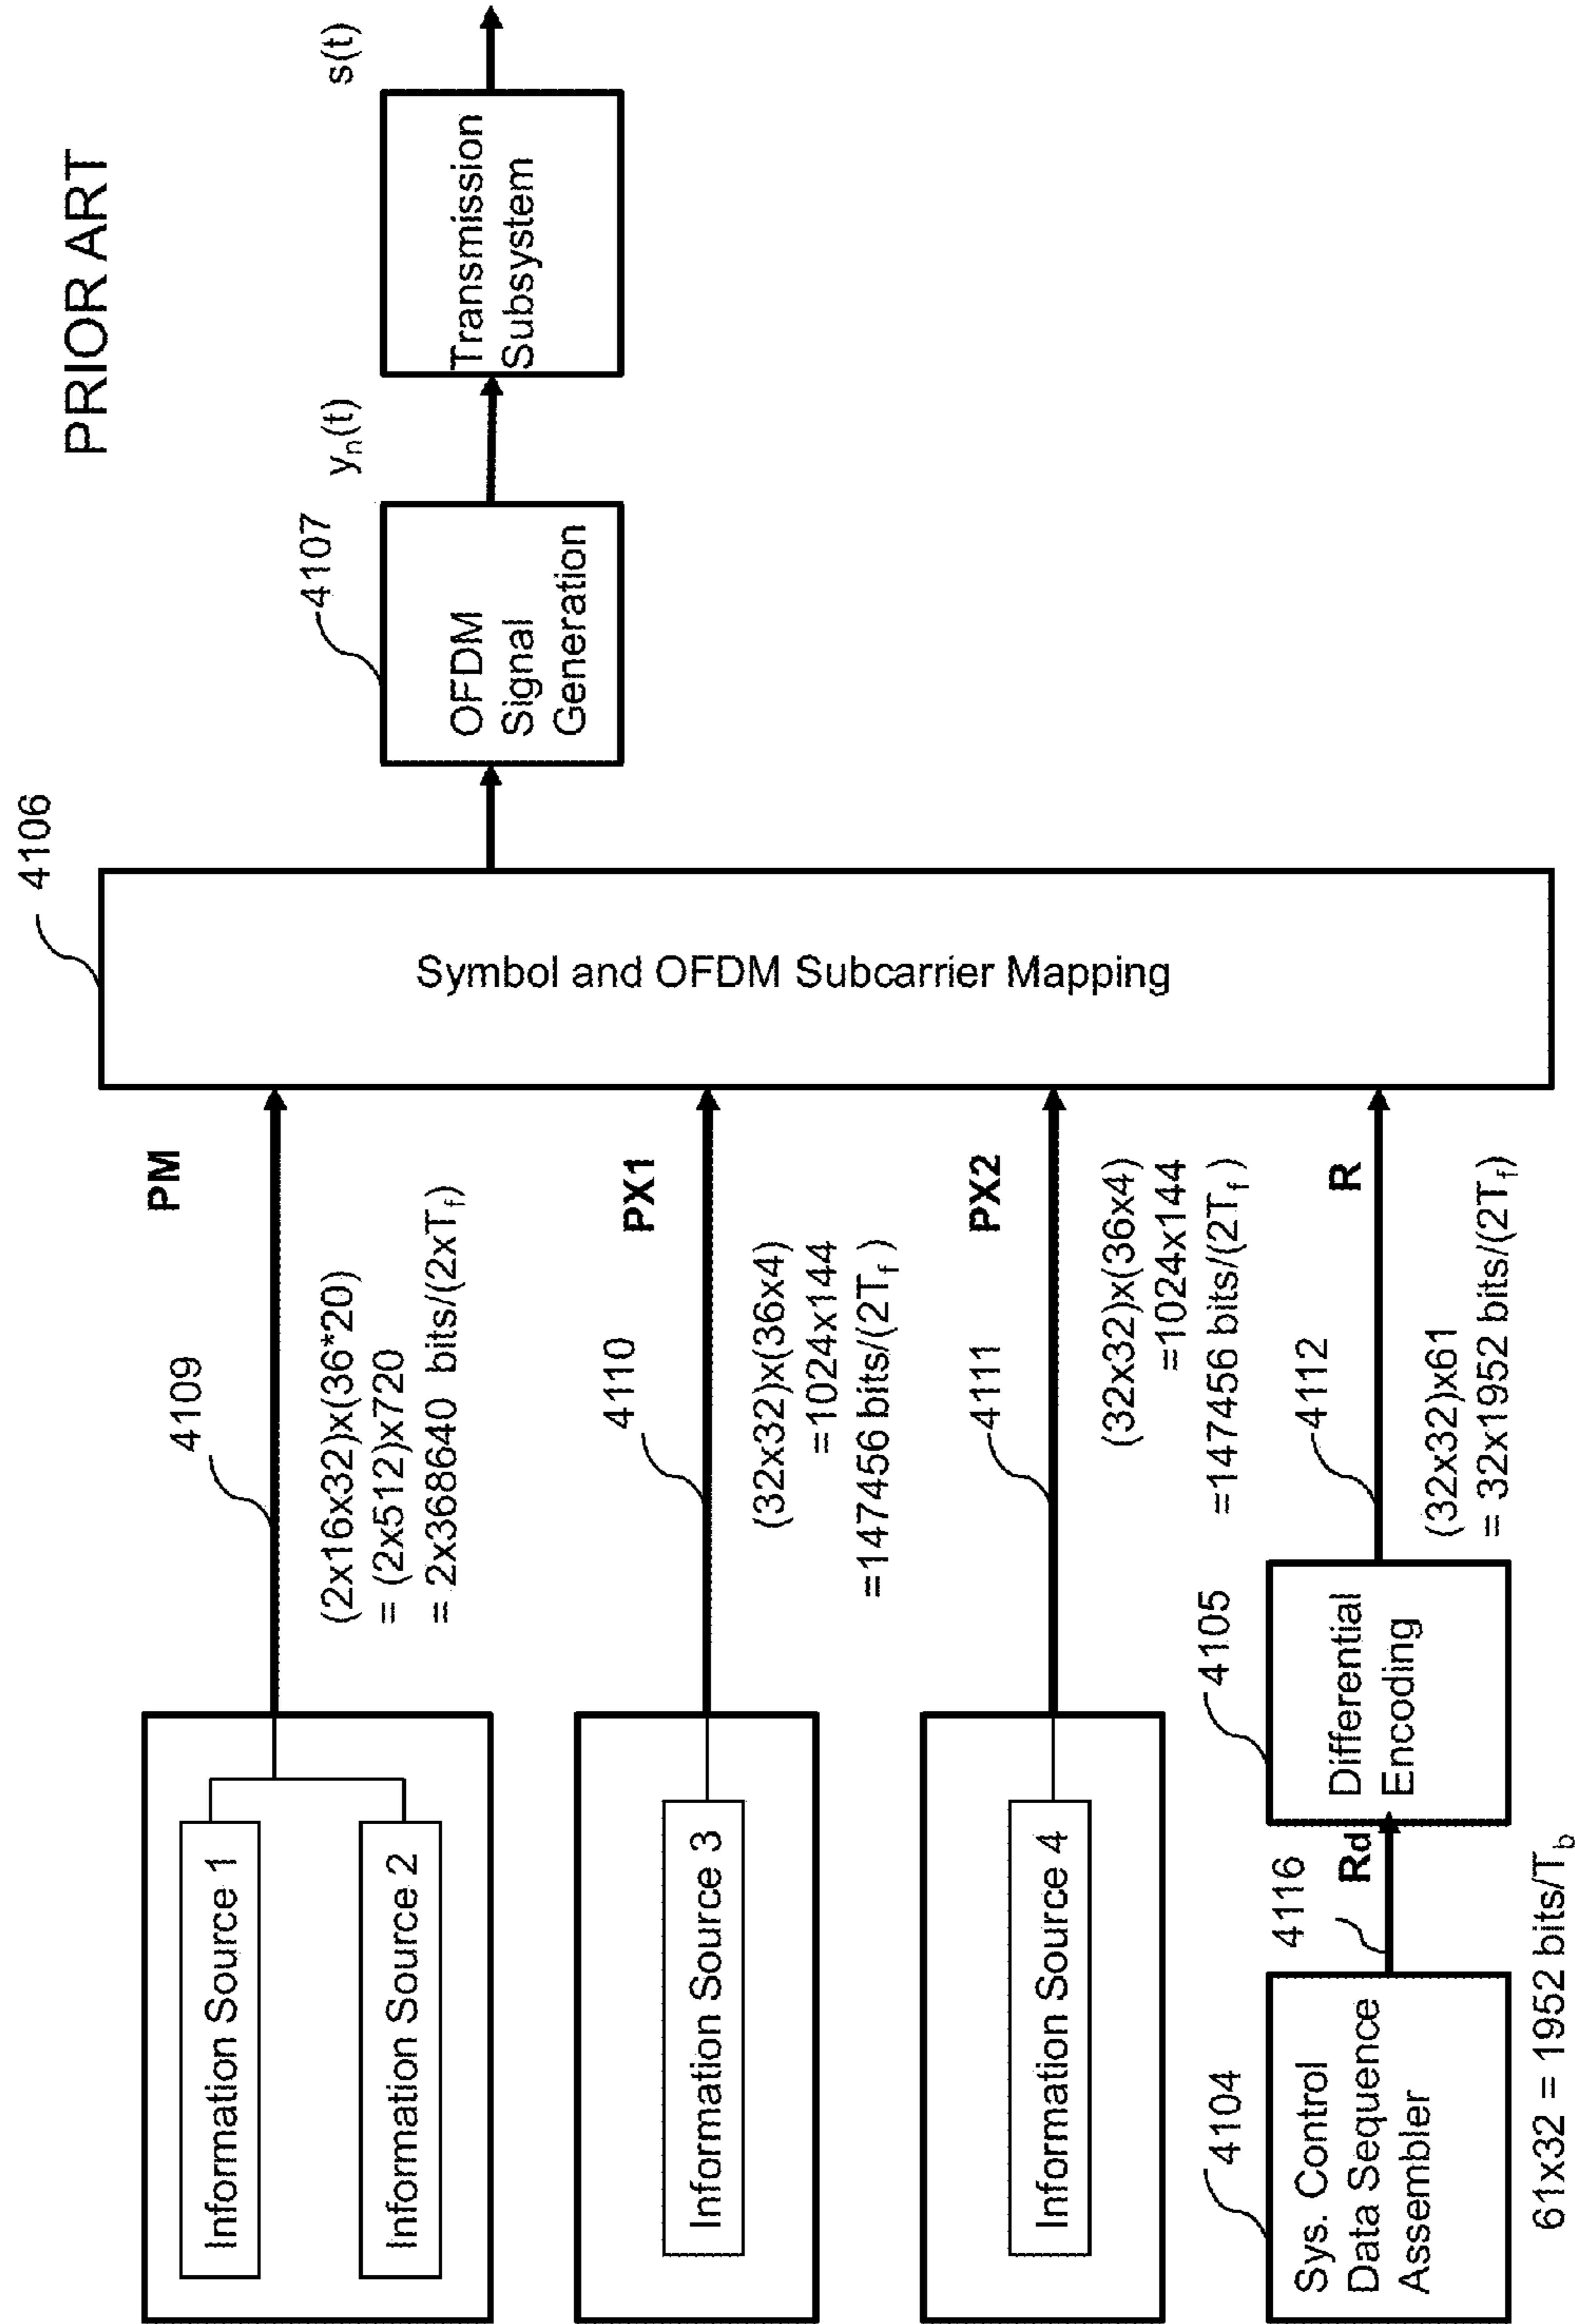 PRIOR ART
Information Source 1
Information Source 2
4109
PM
(2x16x32)x(36*20)
= (2x512)x720
= 2x368640 bits/(2xTf)
Information Source 3
4110
PX1
(32x32)x(36x4)
=1024x144
=147456 bits/(2Tf )
Information Source 4
4111
PX2
(32x32)x(36x4)
=1024x144
=147456 bits/(2Tf )
4104
Sys. Control
Data Sequence
Assembler
61x32 = 1952 bits/Tb
4116
Rd
4105
Differential
Encoding
4112
R
(32x32)x61
= 32x1952 bits/(2Tf)
4106
Symbol and OFDM Subcarrier Mapping
4107
OFDM
Signal
Generation
yn(t)
Transmission
Subsystem
s(t)